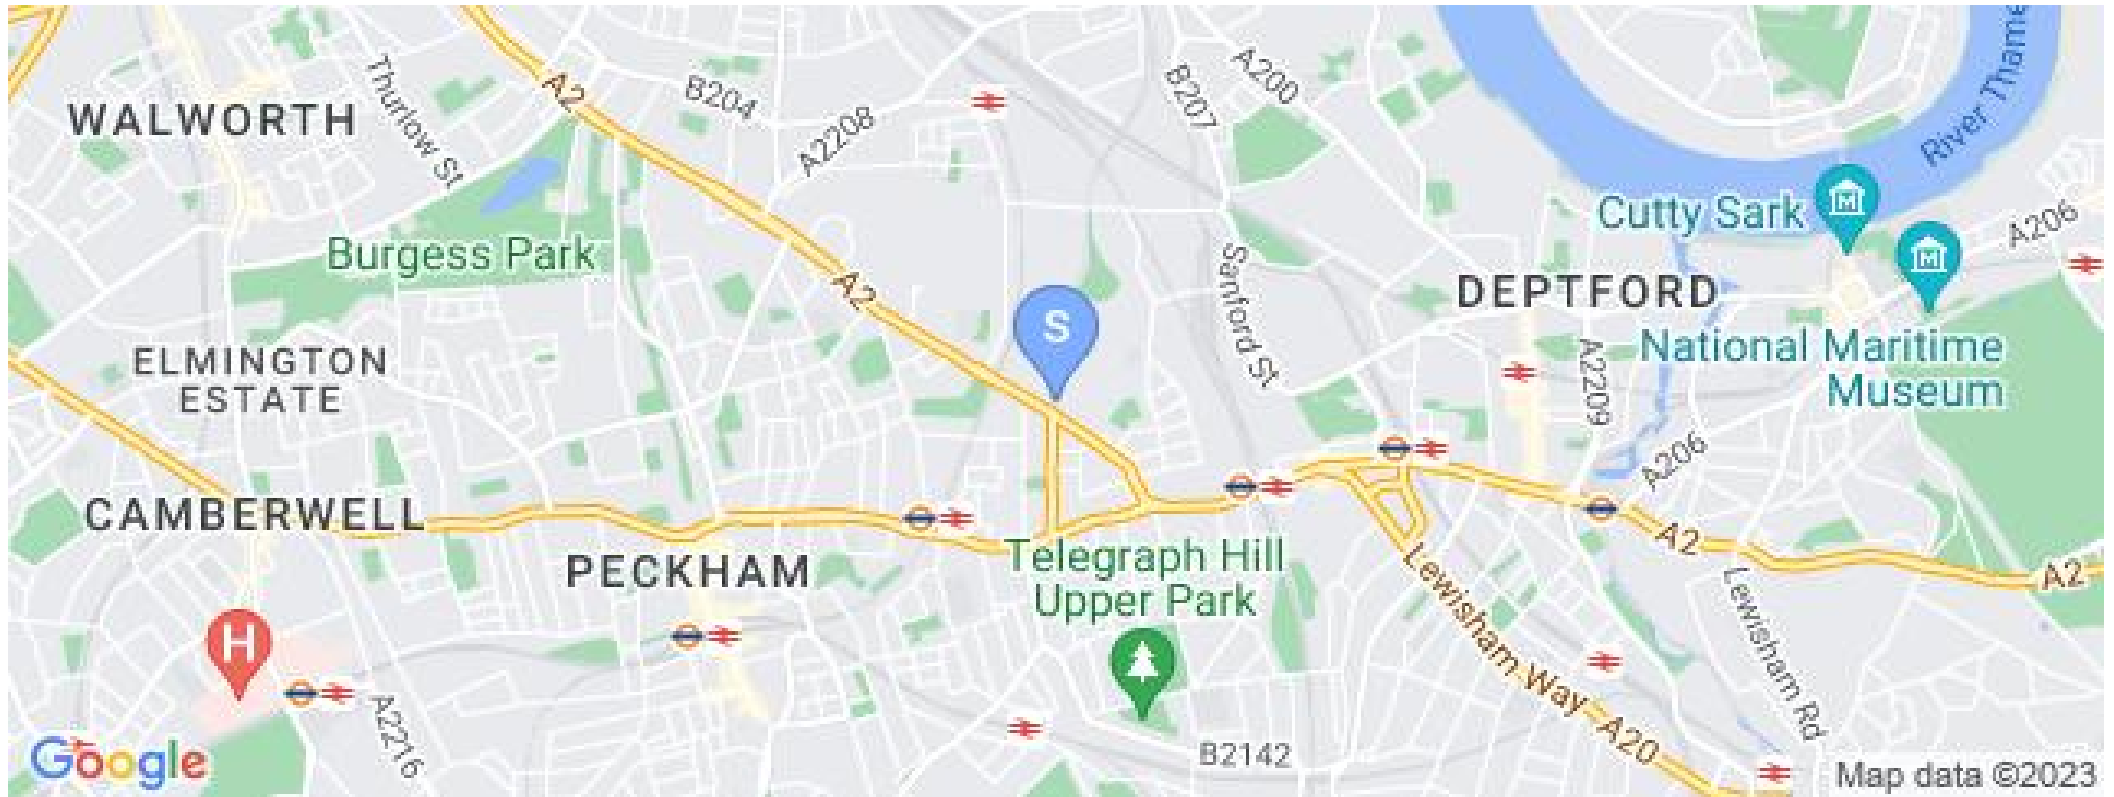 WALWORTH
Thurlow St
A2
B204
A2208
B207
A200
River Thame
Cutty Sark
A206
Burgess Park
A2
Sanford St
DEPTFORD
S
National Maritime
Museum
ELMINGTON
ESTATE
A2209
A206
CAMBERWELL
A2
A2
PECKHAM
Telegraph Hill
Upper Park
Lewisham Way - A20
Lewisham Rd
H
A2216
B2142
Google
Map data ©2023